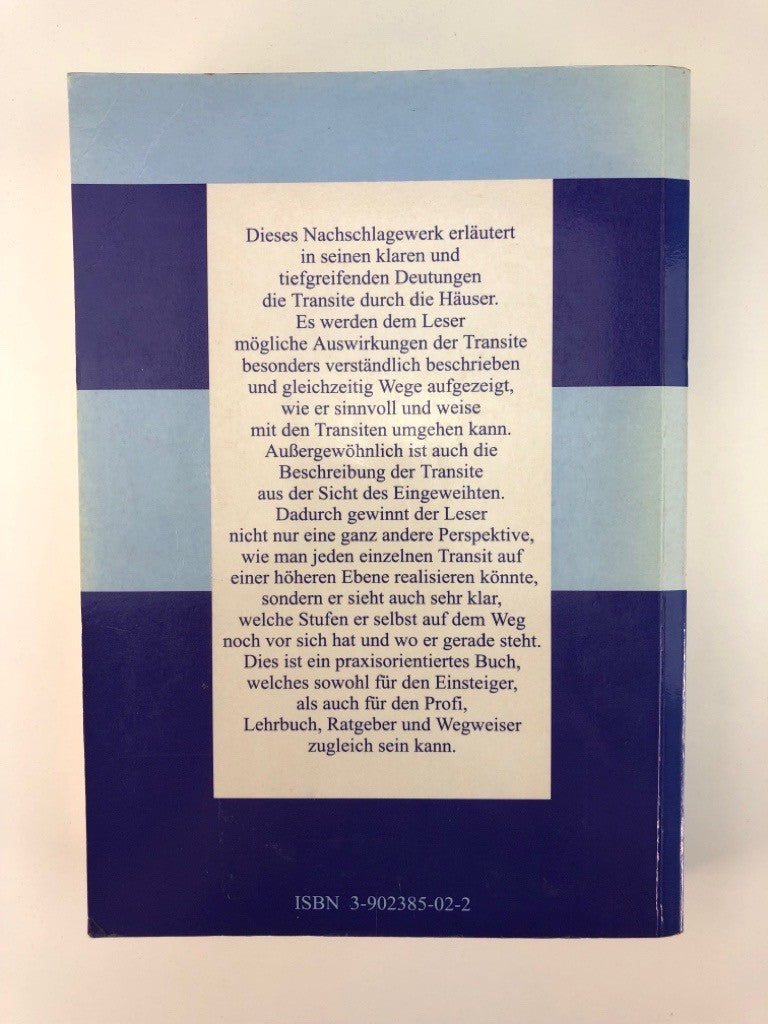 Dieses Nachschlagewerk erläutert
in seinen klaren und
tiefgreifenden Deutungen
die Transite durch die Häuser.
Es werden dem Leser
mögliche Auswirkungen der Transite
besonders verständlich beschrieben
und gleichzeitig Wege aufgezeigt,
wie er sinnvoll und weise
mit den Transiten umgehen kann.
Außergewöhnlich ist auch die
Beschreibung der Transite
aus der Sicht des Eingeweihten.
Dadurch gewinnt der Leser
nicht nur eine ganz andere Perspektive,
wie man jeden einzelnen Transit auf
einer höheren Ebene realisieren könnte,
sondern er sieht auch sehr klar,
welche Stufen er selbst auf dem Weg
noch vor sich hat und wo er gerade steht.
Dies ist ein praxisorientiertes Buch,
welches sowohl für den Einsteiger,
als auch für den Profi,
Lehrbuch, Ratgeber und Wegweiser
zugleich sein kann.
ISBN 3-902385-02-2